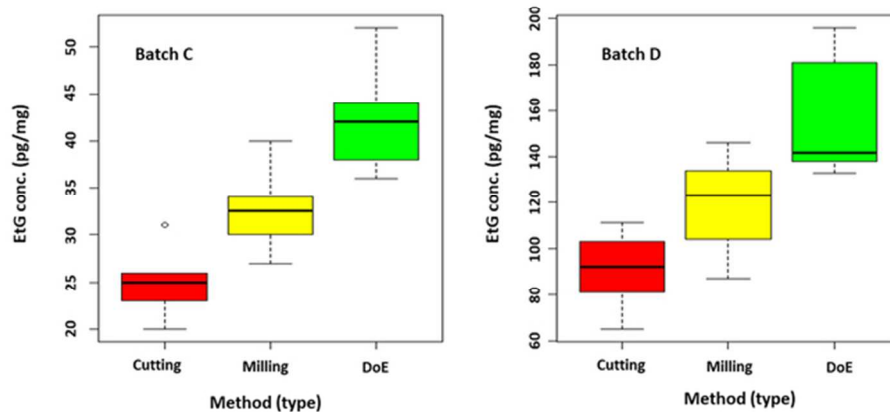 Batch C
EtG conc. (pg/mg)
50
45
40
35
30
25
20
Cutting Milling DoE
Method (type)
Batch D
EtG conc. (pg/mg)
200
180
160
140
120
100
80
60
Cutting Milling DoE
Method (type)